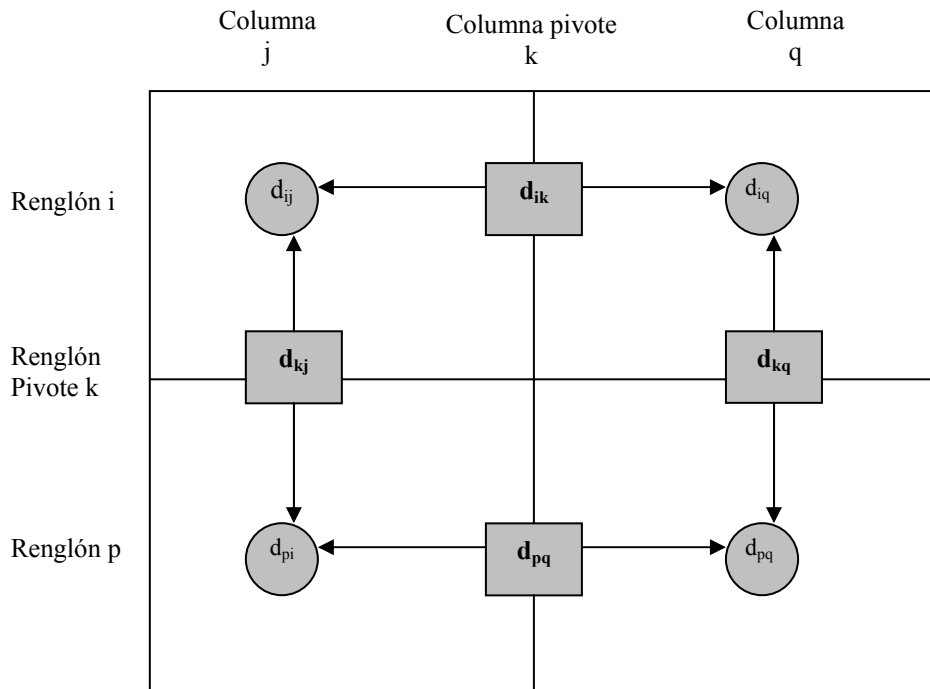 Columna
j
Columna pivote
k
Columna
q
Renglón i
d_ij
d_ik
d_iq
Renglón
Pivote k
d_kj
d_kq
Renglón p
d_pi
d_pq
d_pq